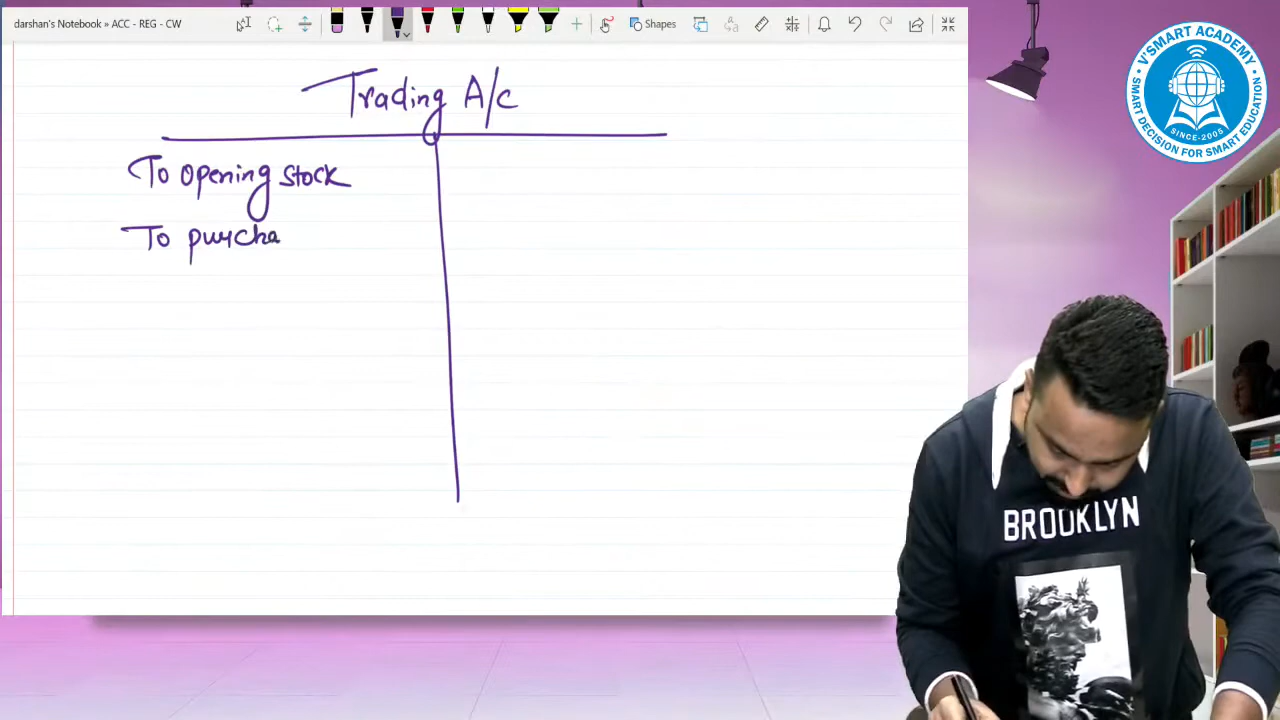 darshan's Notebook » ACC - REG - CW
Shapes
Trading A/c
To opening stock
To purcha
V'SMART ACADEMY
SINCE-2005
SMART DECISION FOR SMART EDUCATION
BROOKLYN